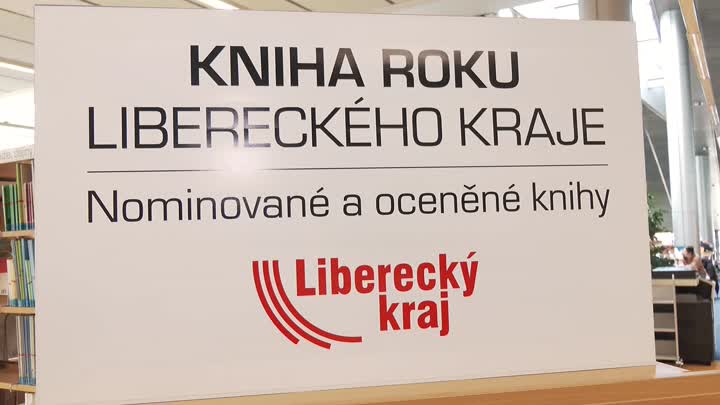 KNIHA ROKU
LIBERECKÉHO KRAJE
Nominované a oceněné knihy
Liberecký
kraj